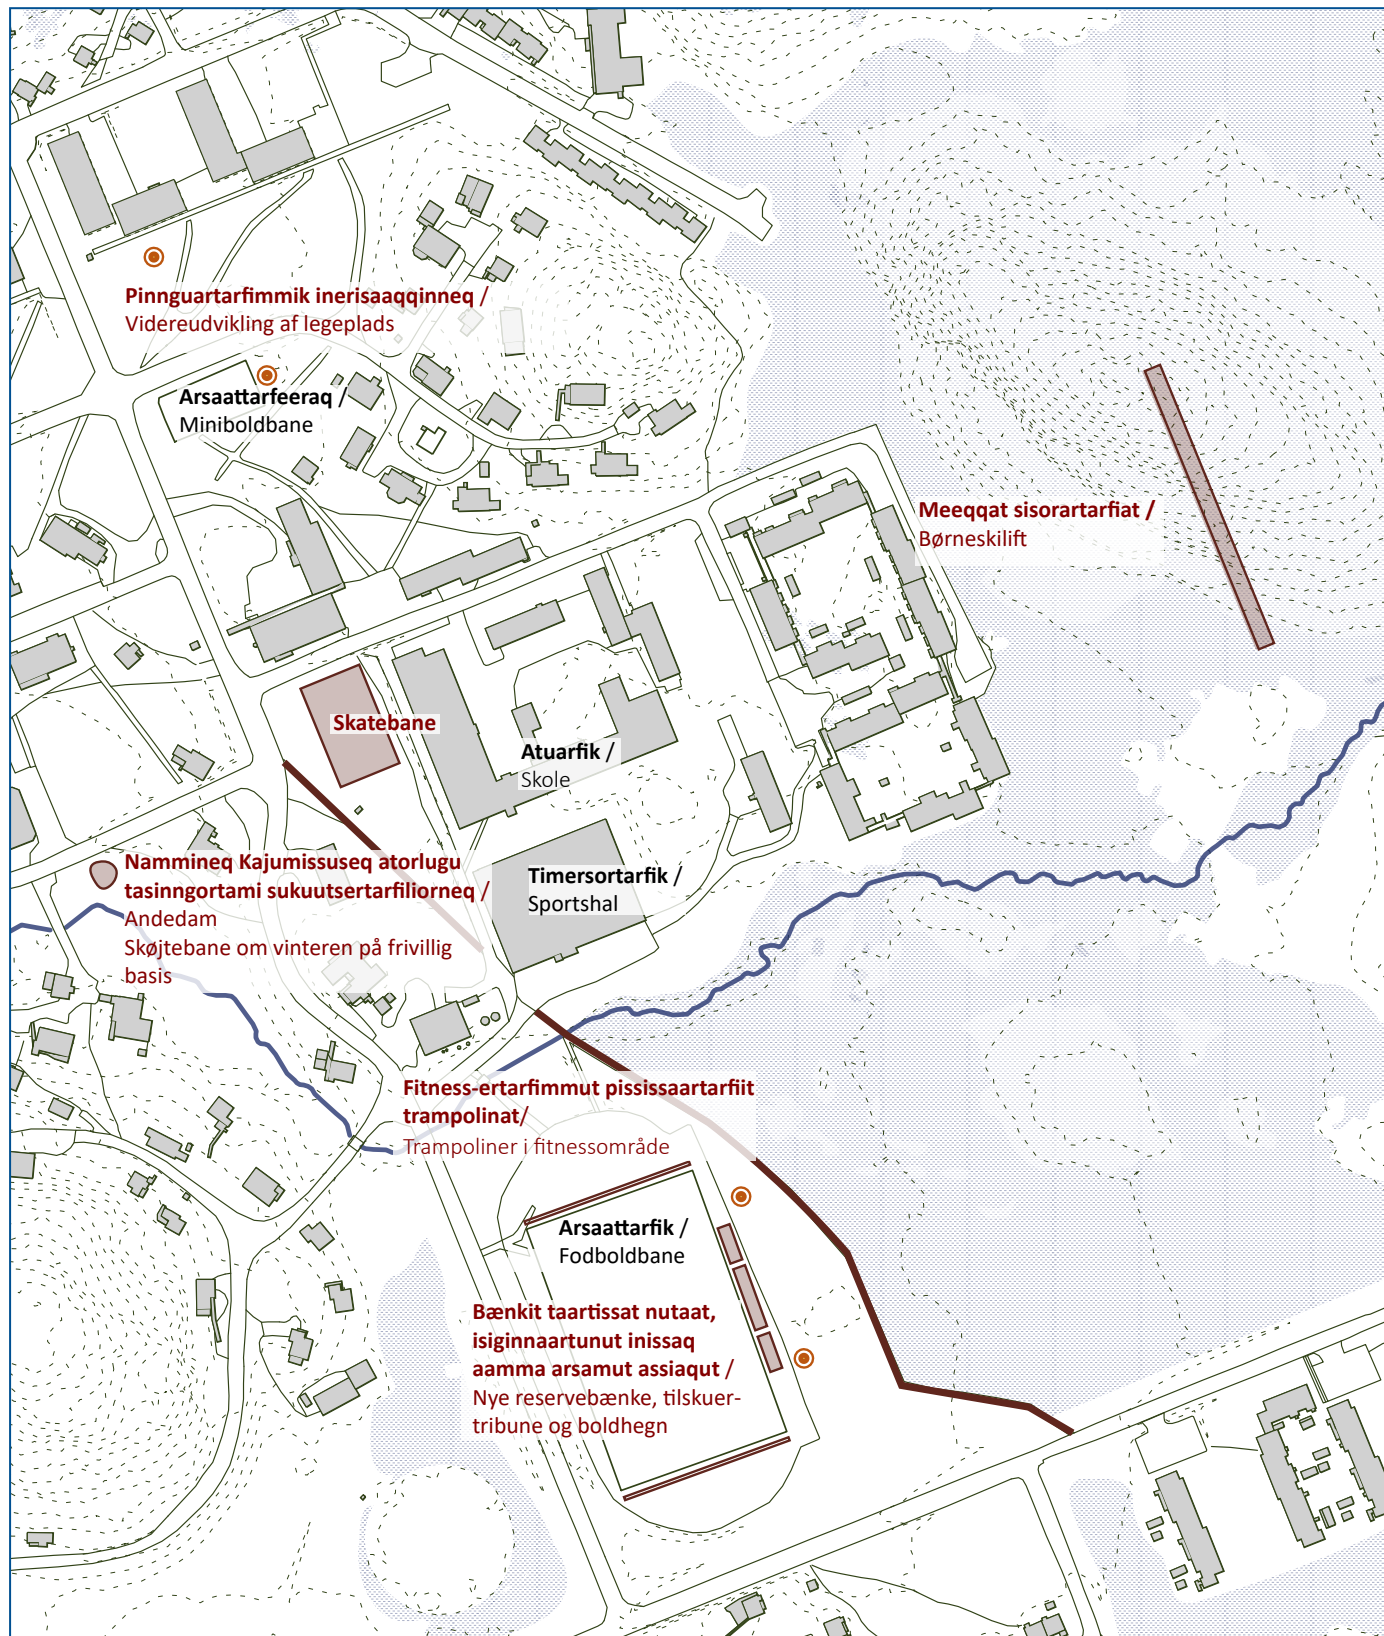 Pinnguartarfimmik inerisaaqqinneq /
Videreudvikling af legeplads
Arsaattarfeeraq /
Miniboldbane
Meeqqat sisorartarfiat /
Børneskilift
Skatebane
Atuarfik /
Skole
Nammineq Kajumissuseq atorlugu
tasinngortami sukuutsertarfiliorneq /
Andedam
Skøjtebane om vinteren på frivillig
basis
Timersortarfik /
Sportshal
Fitness-ertarfimmut pississaartarfiit
trampolinat/
Trampoliner i fitnessområde
Arsaattarfik /
Fodboldbane
Bænkit taartissat nutaat,
isiginnaartunut inissaq
aamma arsamut assiaqut /
Nye reservebænke, tilskuer-
tribune og boldhegn